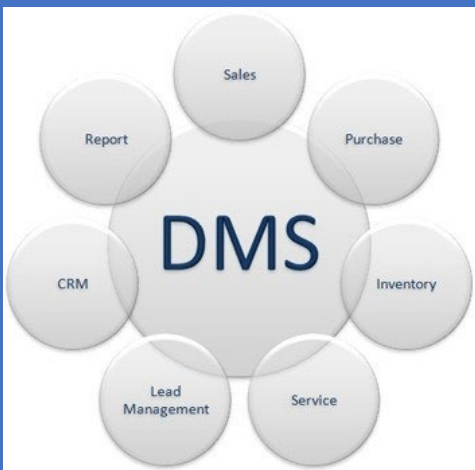 Sales
Report
Purchase
DMS
CRM
Inventory
Lead
Management
Service